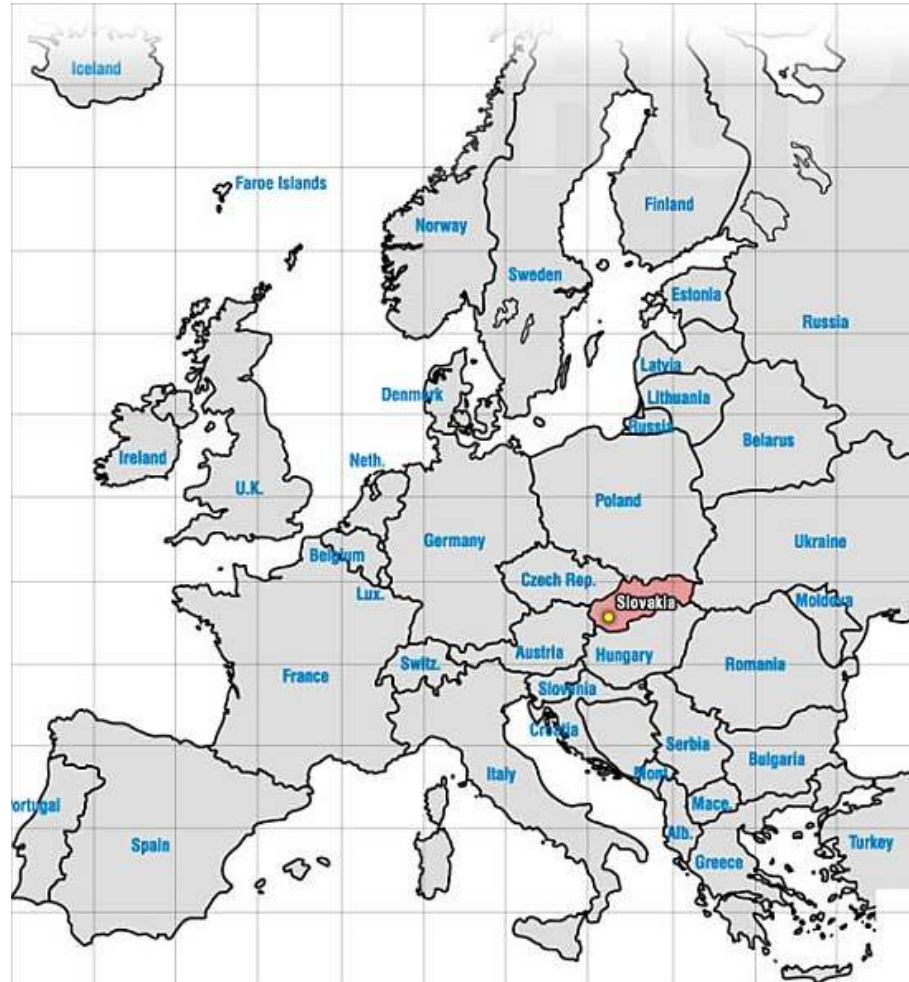 Iceland
Faroe Islands
Norway
Finland
Sweden
Estonia
Russia
Latvia
Denmark
Lithuania
Russia
Belarus
Ireland
Neth.
U.K.
Poland
Germany
Ukraine
Belgium
Czech Rep.
Lux.
Slovakia
Moldova
Austria
Hungary
Switz.
Romania
France
Slovenia
Croatia
Serbia
Bulgaria
Italy
Mont.
Mace.
Portugal
Alb.
Spain
Turkey
Greece